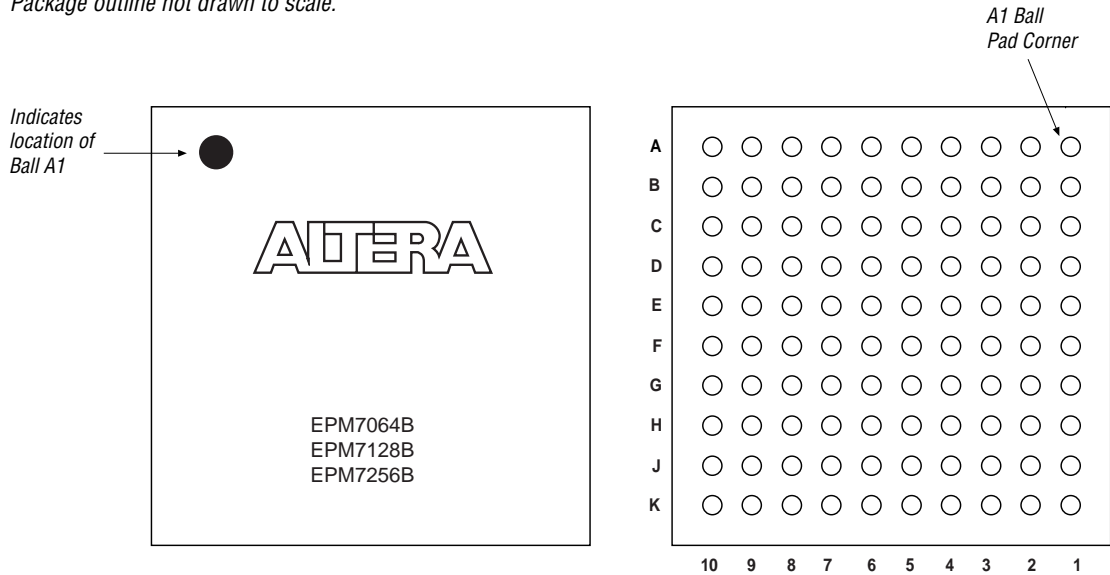 Package outline not drawn to scale.
A1 Ball
Pad Corner
Indicates
location of
Ball A1
ALTERA
EPM7064B
EPM7128B
EPM7256B
A
B
C
D
E
F
G
H
J
K
10 9 8 7 6 5 4 3 2 1